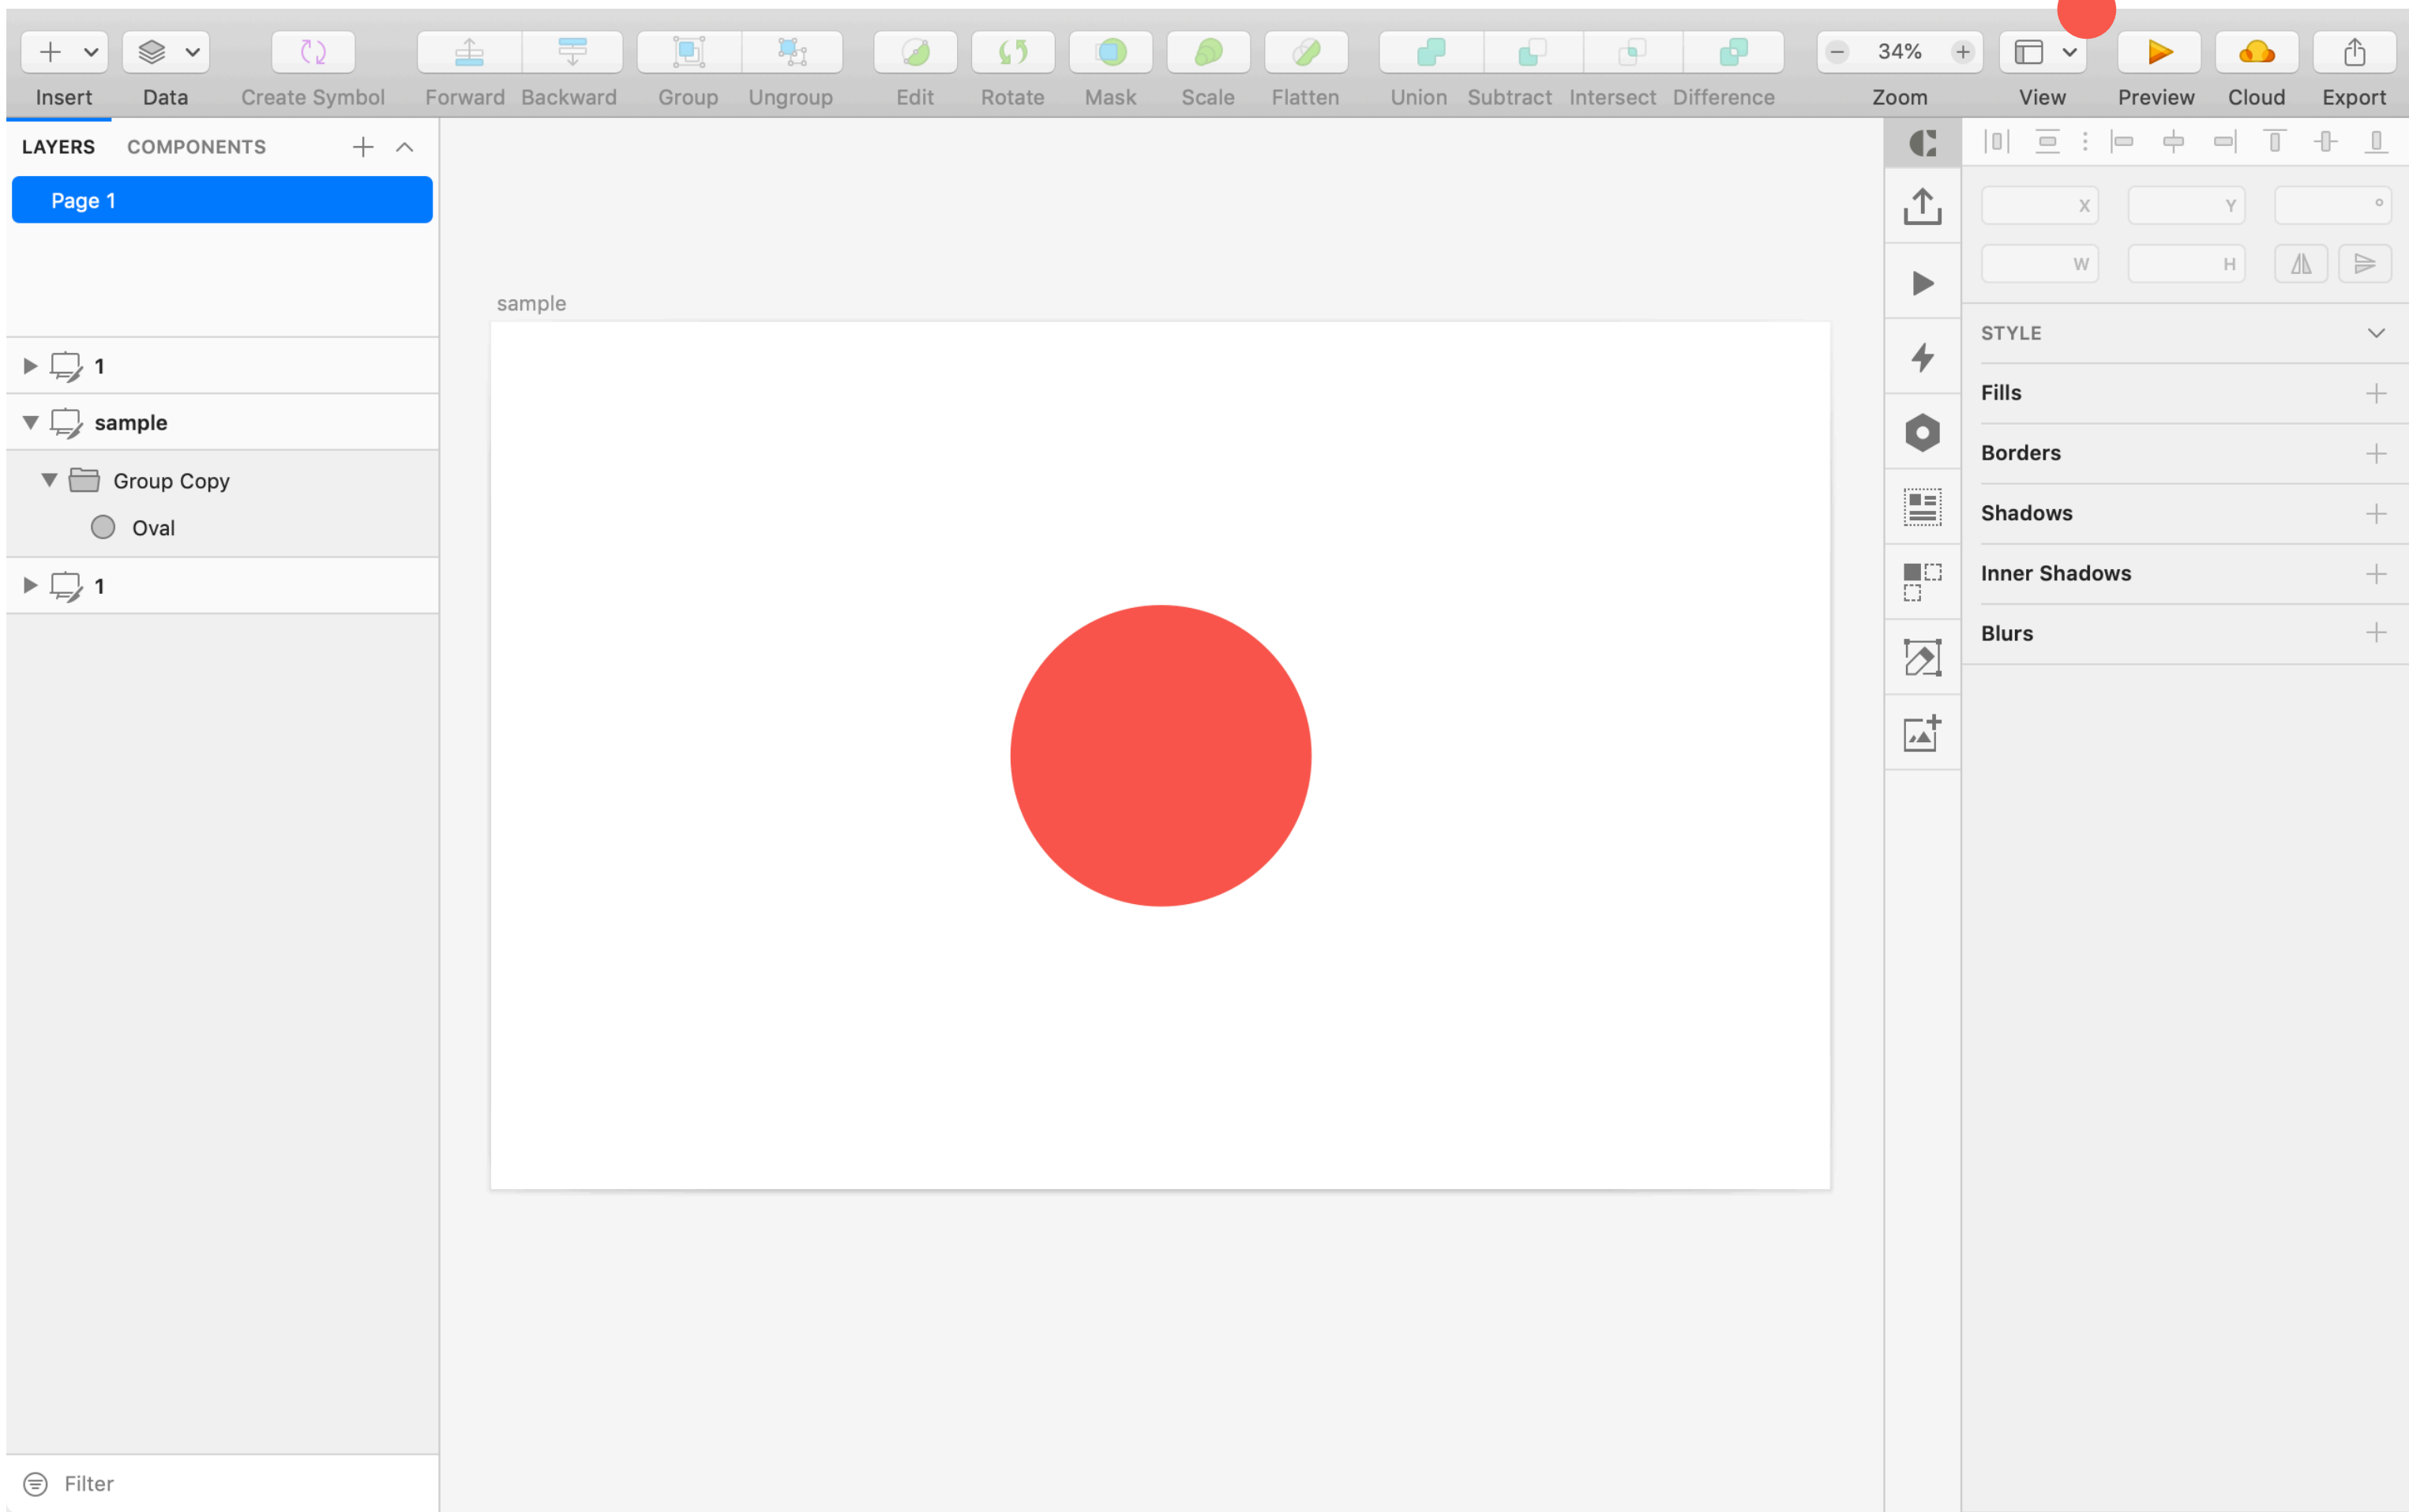 34%
Insert Data Create Symbol Forward Backward Group Ungroup Edit Rotate Mask Scale Flatten Union Subtract Intersect Difference Zoom View Preview Cloud Export
LAYERS COMPONENTS
Page 1
1
sample
Group Copy
Oval
1
Filter
sample
X Y °
W H
STYLE
Fills
Borders
Shadows
Inner Shadows
Blurs